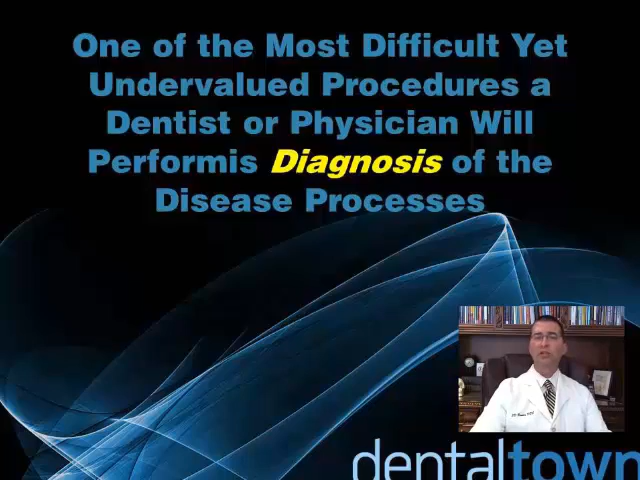 One of the Most Difficult Yet
Undervalued Procedures a
Dentist or Physician Will
Performis Diagnosis of the
Disease Processes
dentaltown